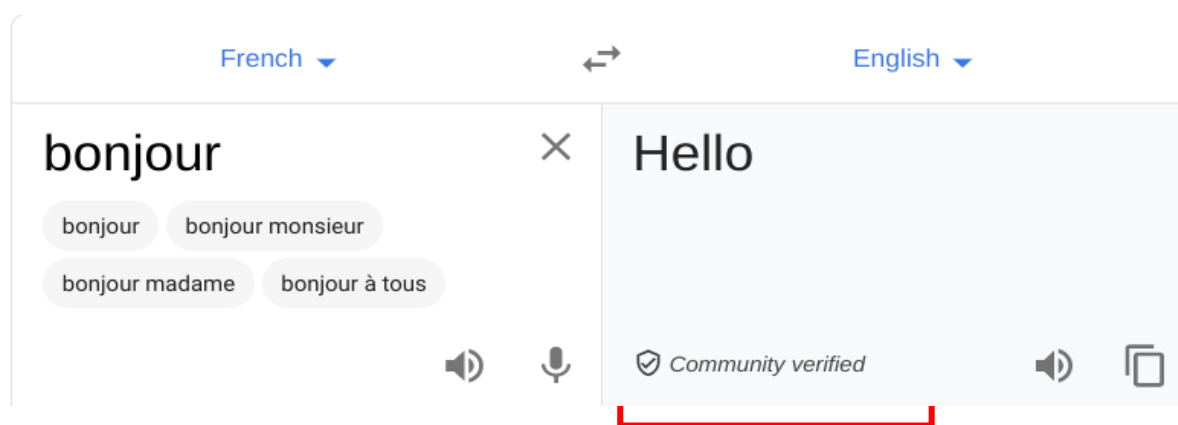 French
English
bonjour
Hello
bonjour
bonjour monsieur
bonjour madame
bonjour à tous
Community verified